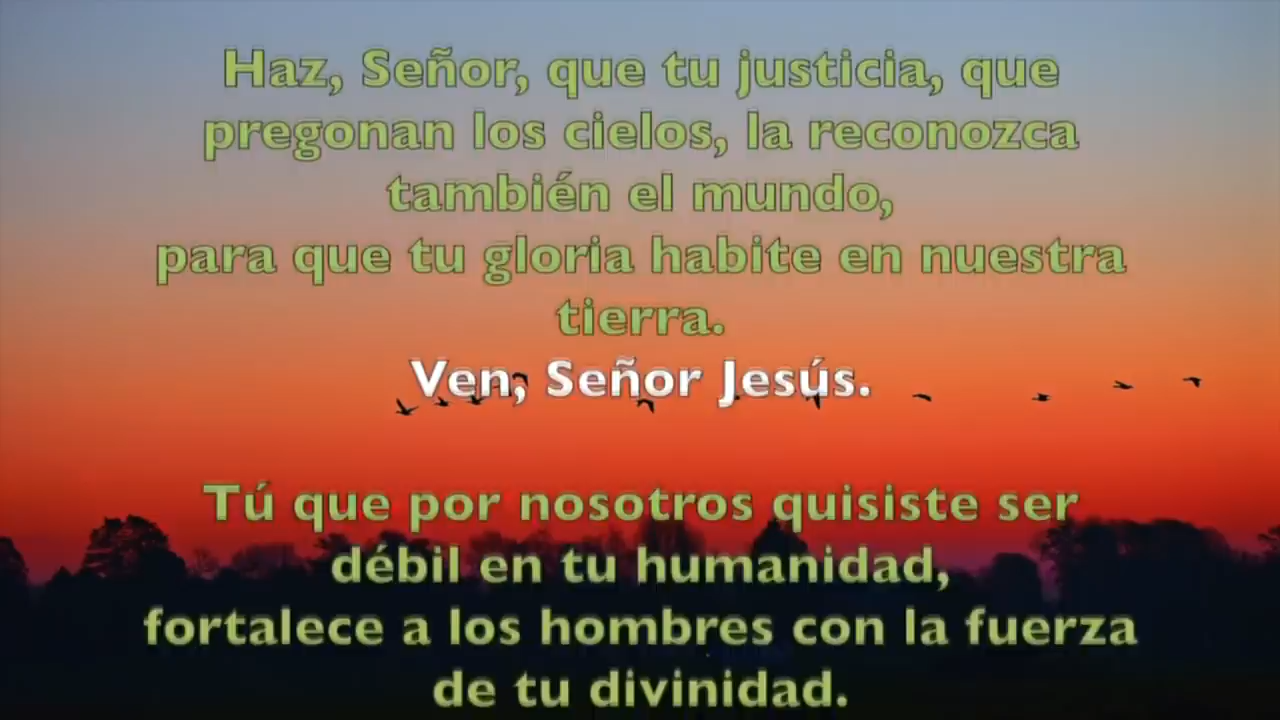 Haz, Señor, que tu justicia, que
pregonan los cielos, la reconozca
también el mundo,
para que tu gloria habite en nuestra
tierra.
Ven, Señor Jesús.
Tú que por nosotros quisiste ser
débil en tu humanidad,
fortalece a los hombres con la fuerza
de tu divinidad.